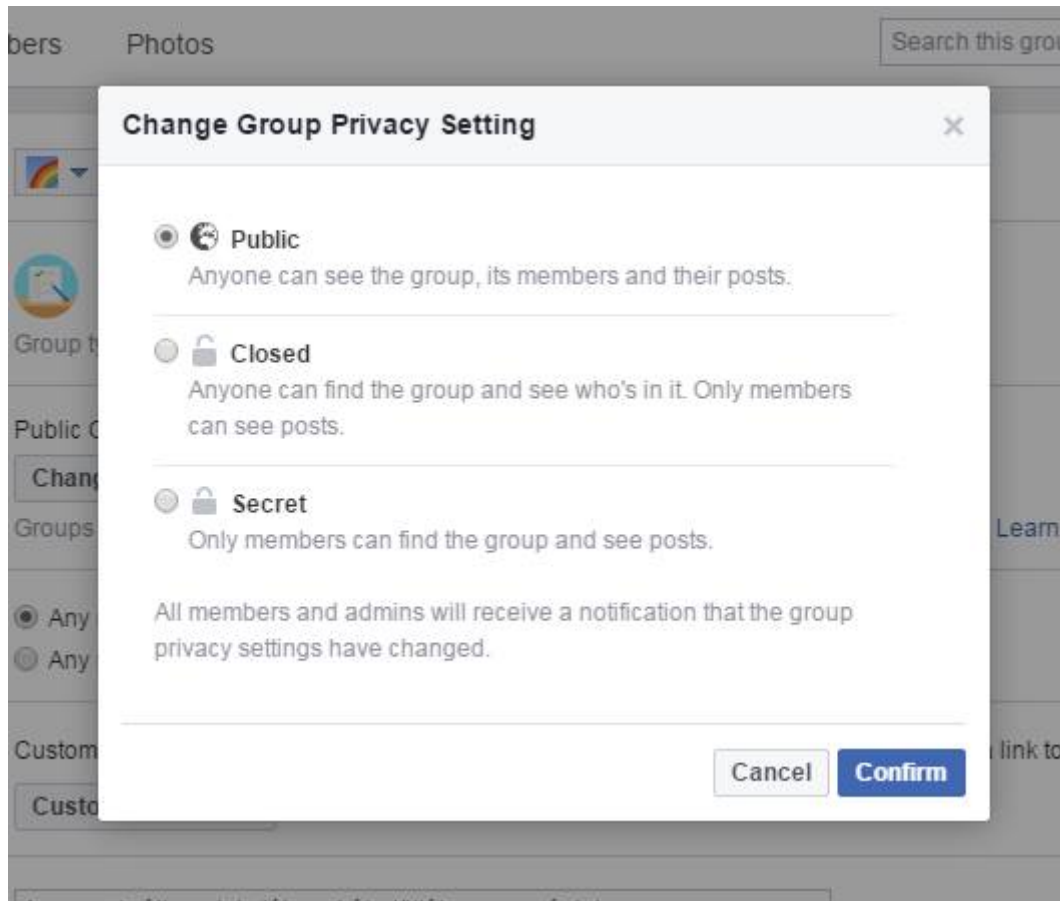 Photos
Search this
Change Group Privacy Setting
Public
Anyone can see the group, its members and their posts.
Group
Closed
Anyone can find the group and see who's in it. Only members
can see posts.
Public
Secret
Groups
Only members can find the group and see posts.
Learn
Any
All members and admins will receive a notification that the group
Any
privacy settings have changed.
Custom
link to
Cancel
Confirm